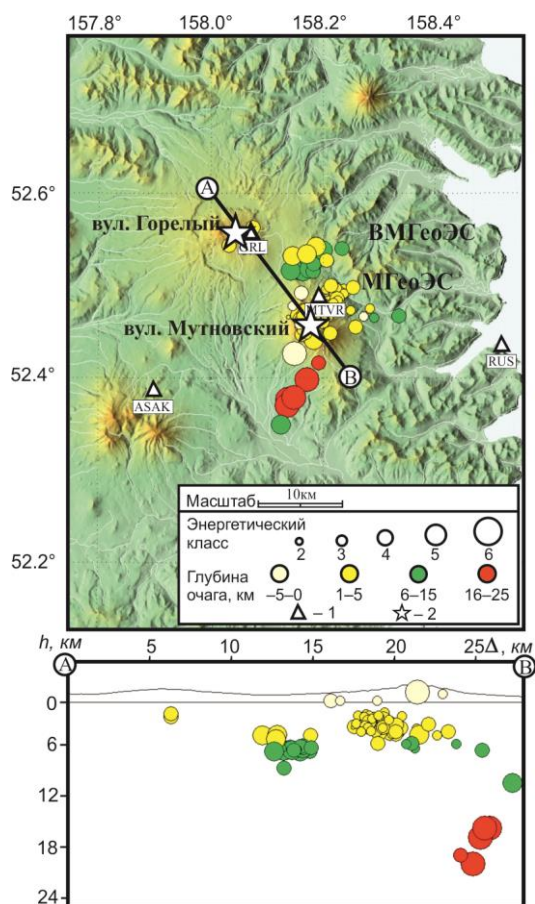 157.8° 158.0° 158.2° 158.4°
52.6°
A
вул. Горелый
GRL
ВМГеоЭС
МГеоЭС
MTVR
вул. Мутновский
RUS
B
52.4°
ASAK
Масштаб 10км
Энергетический
класс
2 3 4 5 6
Глубина
очага, км –5–0 1–5 6–15 16–25
– 1 – 2
52.2°
h, км 5 10 15 20 25Δ, км
A B
0
6
12
18
24